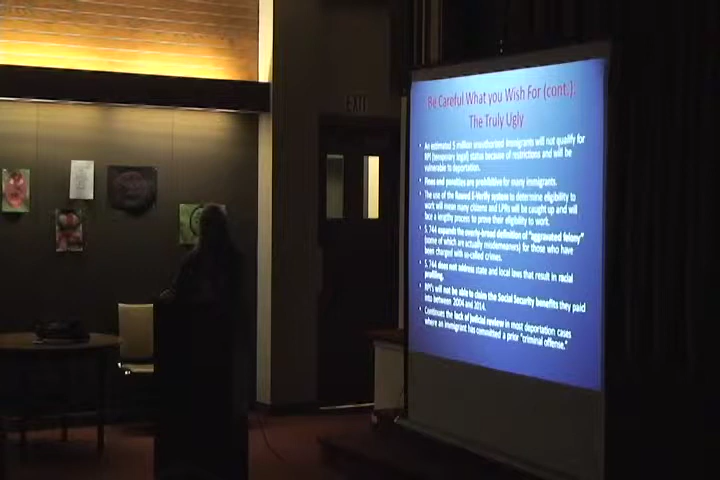 EXIT
Be Careful What you Wish For (cont.):
The Truly Ugly
• An estimated 5 million unauthorized immigrants will not qualify for
RPI (temporary legal) status because of restrictions and will be
vulnerable to deportation.
• Fines and penalties are prohibitive for many immigrants.
• The use of the flawed E-Verify system to determine eligibility to
work will mean many citizens and LPRs will be caught up and will
face a lengthy process to prove their eligibility to work.
• S. 744 expands the overly-broad definition of "aggravated felony"
(some of which are actually misdemeanors) for those who have
been charged with so-called crimes.
• S. 744 does not address state and local laws that result in racial
profiling.
• RPI's will not be able to claim the Social Security benefits they paid
into between 2004 and 2014.
• Continues the lack of judicial review in most deportation cases
where an immigrant has committed a prior "criminal offense."